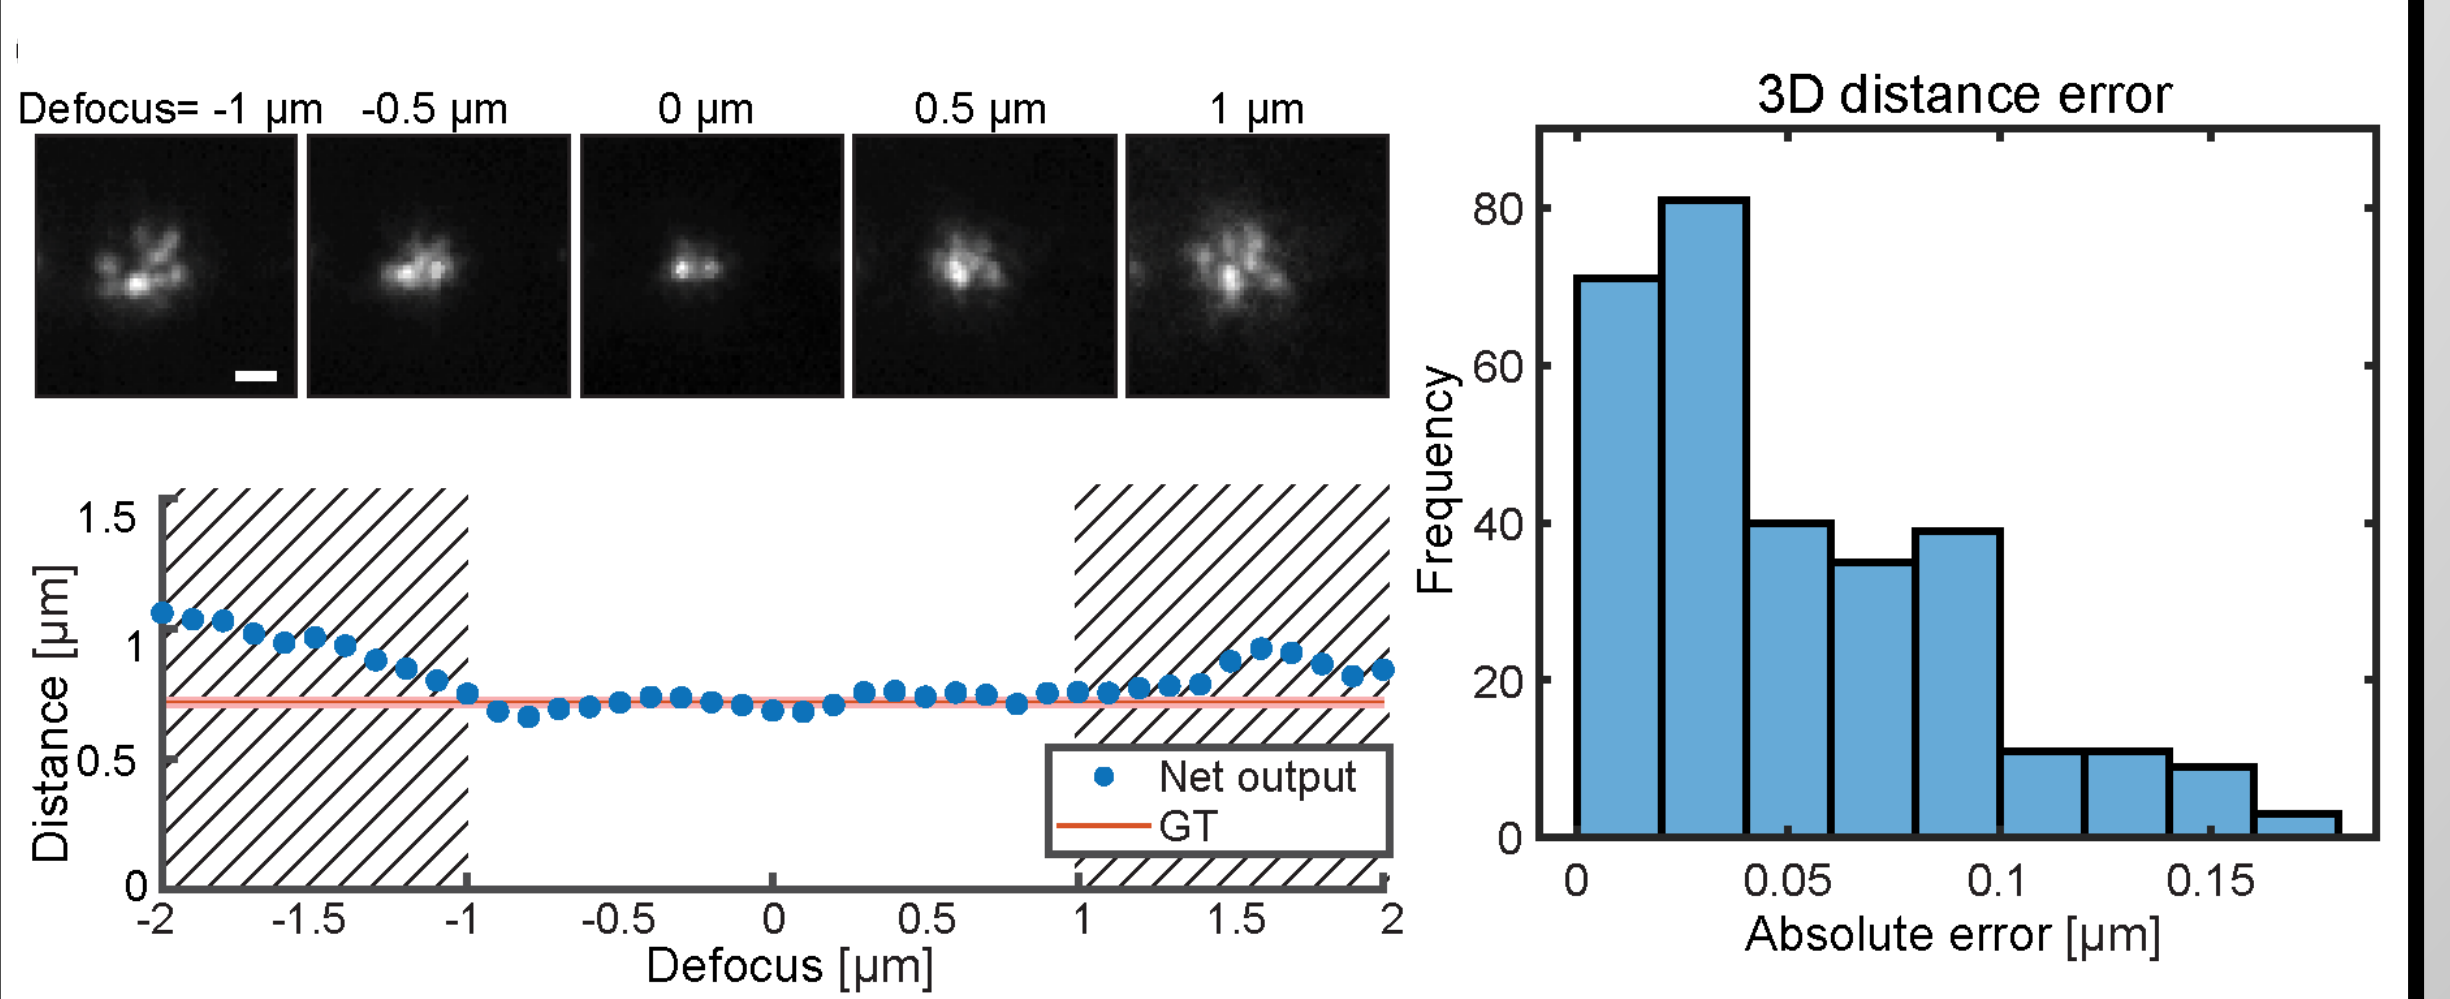 Defocus= -1 µm
-0.5 µm
0 µm
0.5 µm
1 µm
Distance [µm]
1.5
1
0.5
0
-2
-1.5
-1
-0.5
0
0.5
1
1.5
2
Defocus [µm]
Net output
GT
3D distance error
Frequency
80
60
40
20
0
0
0.05
0.1
0.15
Absolute error [µm]